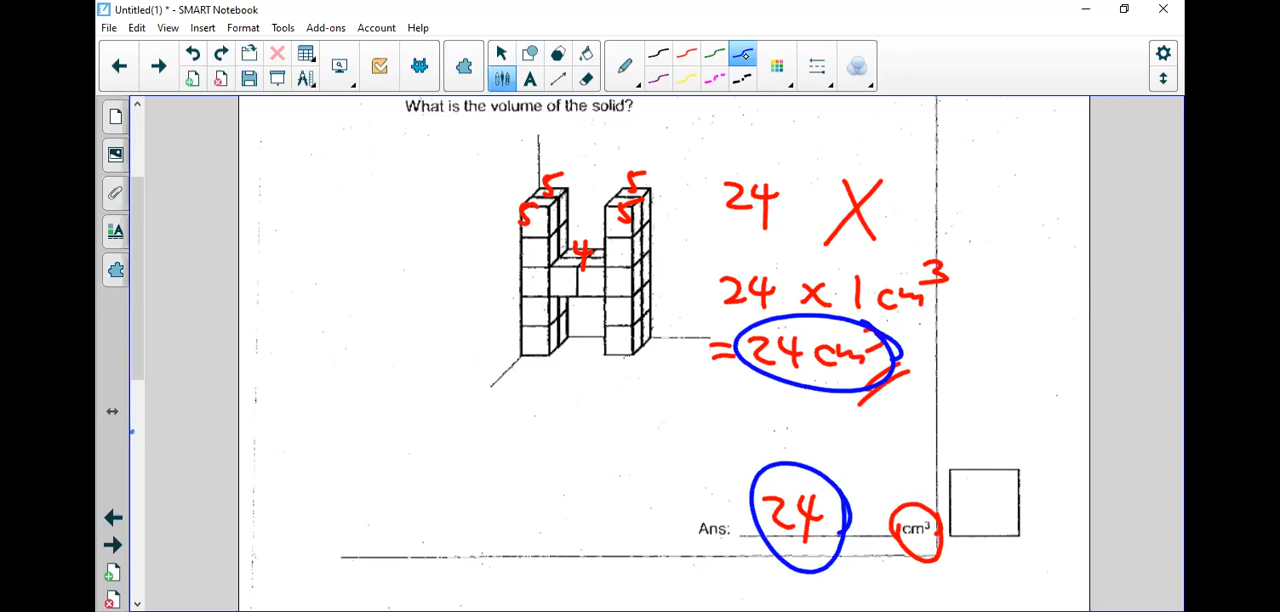 Untitled(1) * - SMART Notebook
File Edit View Insert Format Tools Add-ons Account Help
What is the volume of the solid?
5 5
5 5
4
24 X
24 x 1 cm³
= 24 cm³
Ans: 24 cm³